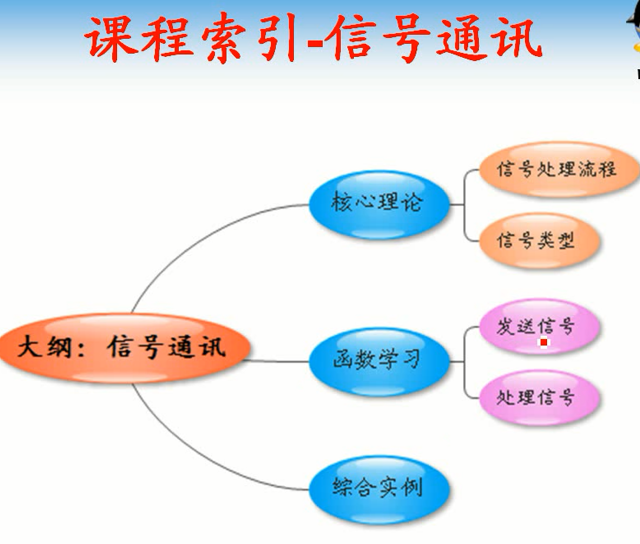 课程索引-信号通讯
大纲：信号通讯
核心理论
信号处理流程
信号类型
函数学习
发送信号
处理信号
综合实例